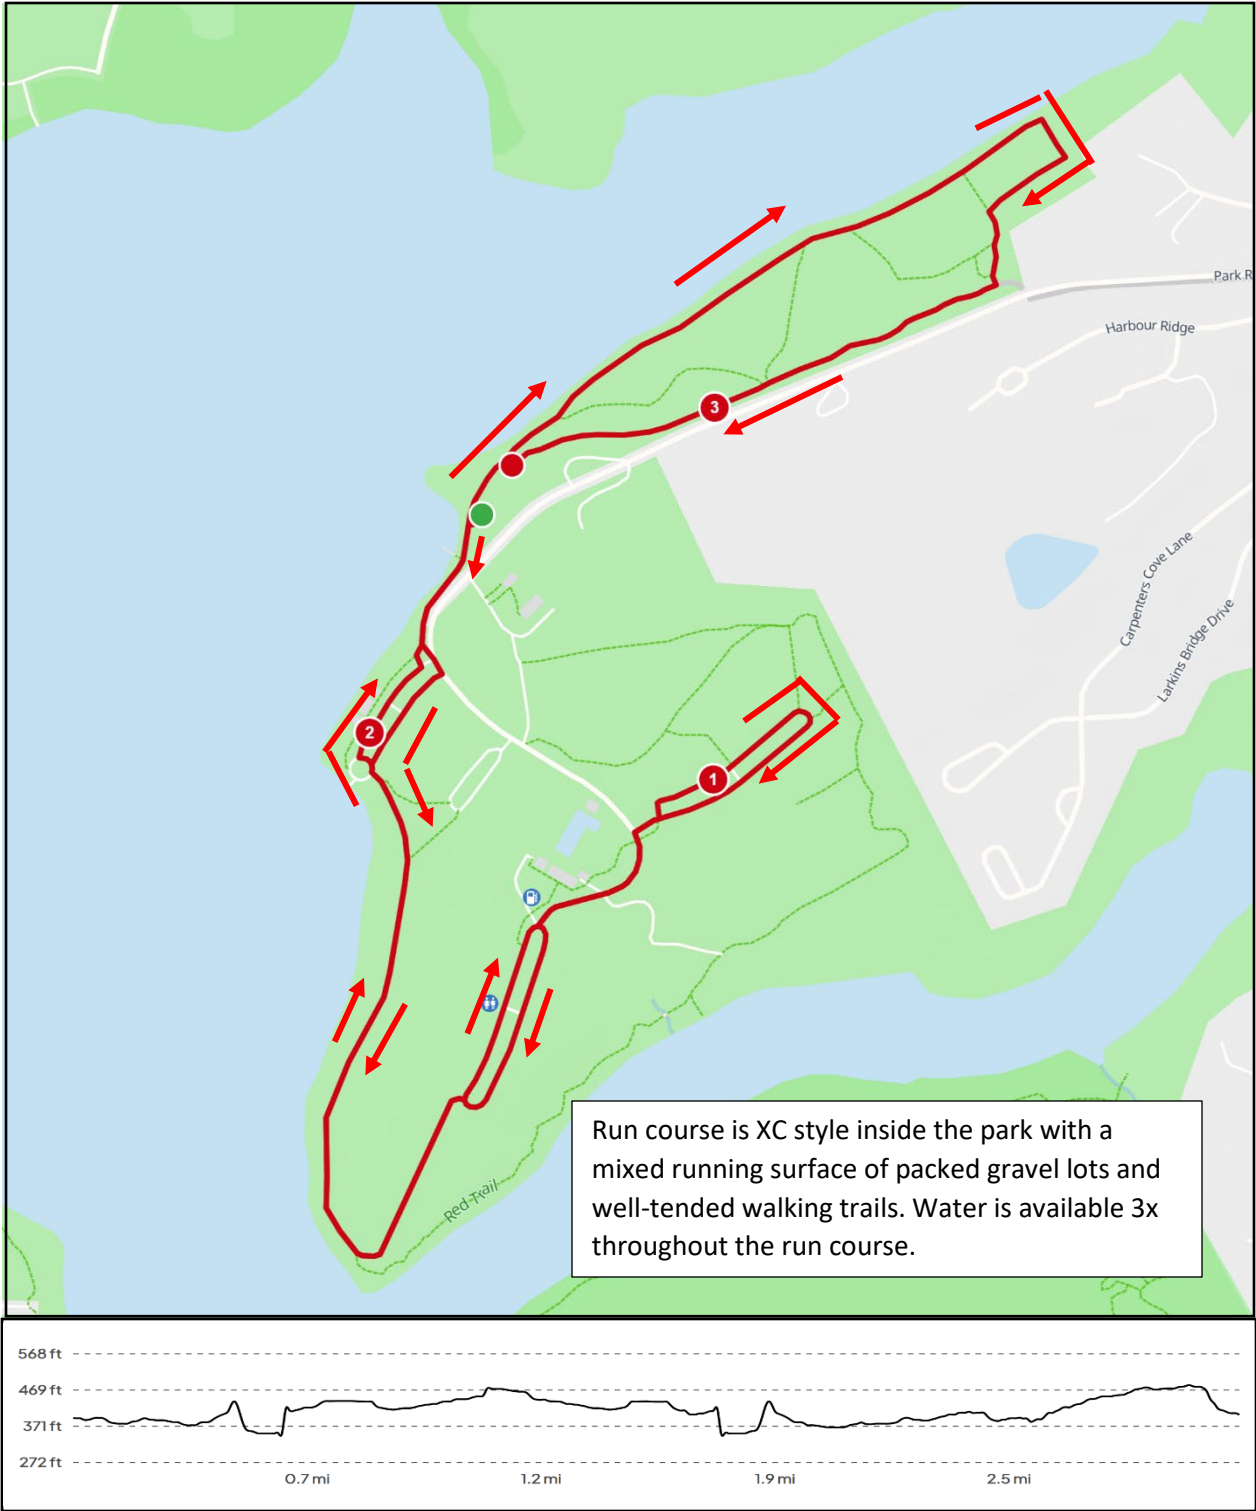 Park R
Harbour Ridge
3
Carpenters Cove Lane
Larkins Bridge Drive
2
1
Run course is XC style inside the park with a
mixed running surface of packed gravel lots and
well-tended walking trails. Water is available 3x
throughout the run course.
Red Trail
568 ft
469 ft
371 ft
272 ft
0.7 mi
1.2 mi
1.9 mi
2.5 mi